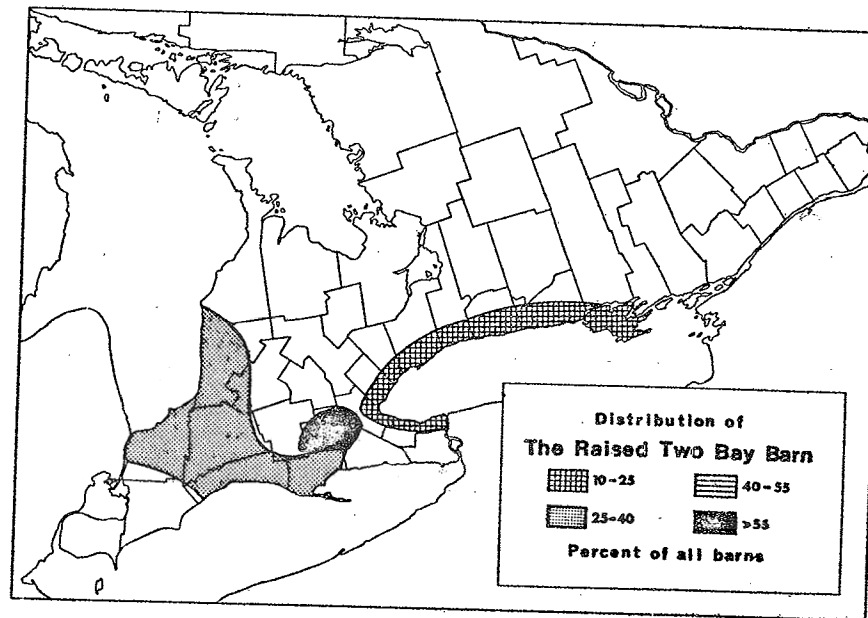 Distribution of
The Raised Two Bay Barn
10-25 40-55
25-40 >55
Percent of all barns